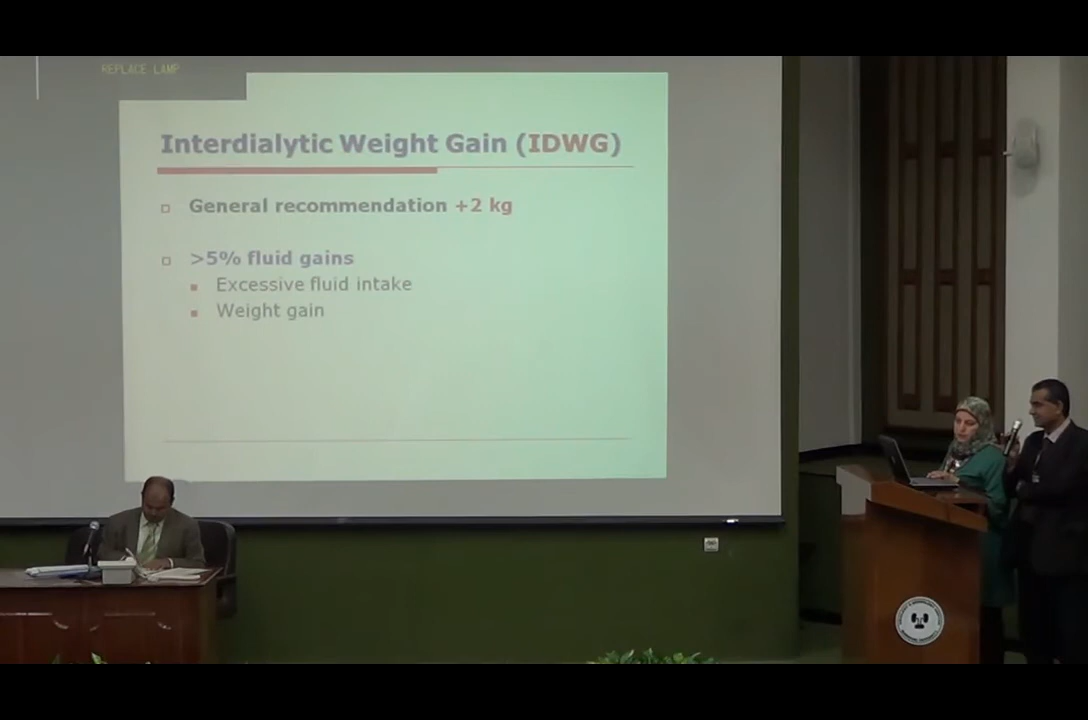 REPLACE LAMP
Interdialytic Weight Gain (IDWG)
General recommendation +2 kg
>5% fluid gains
Excessive fluid intake
Weight gain